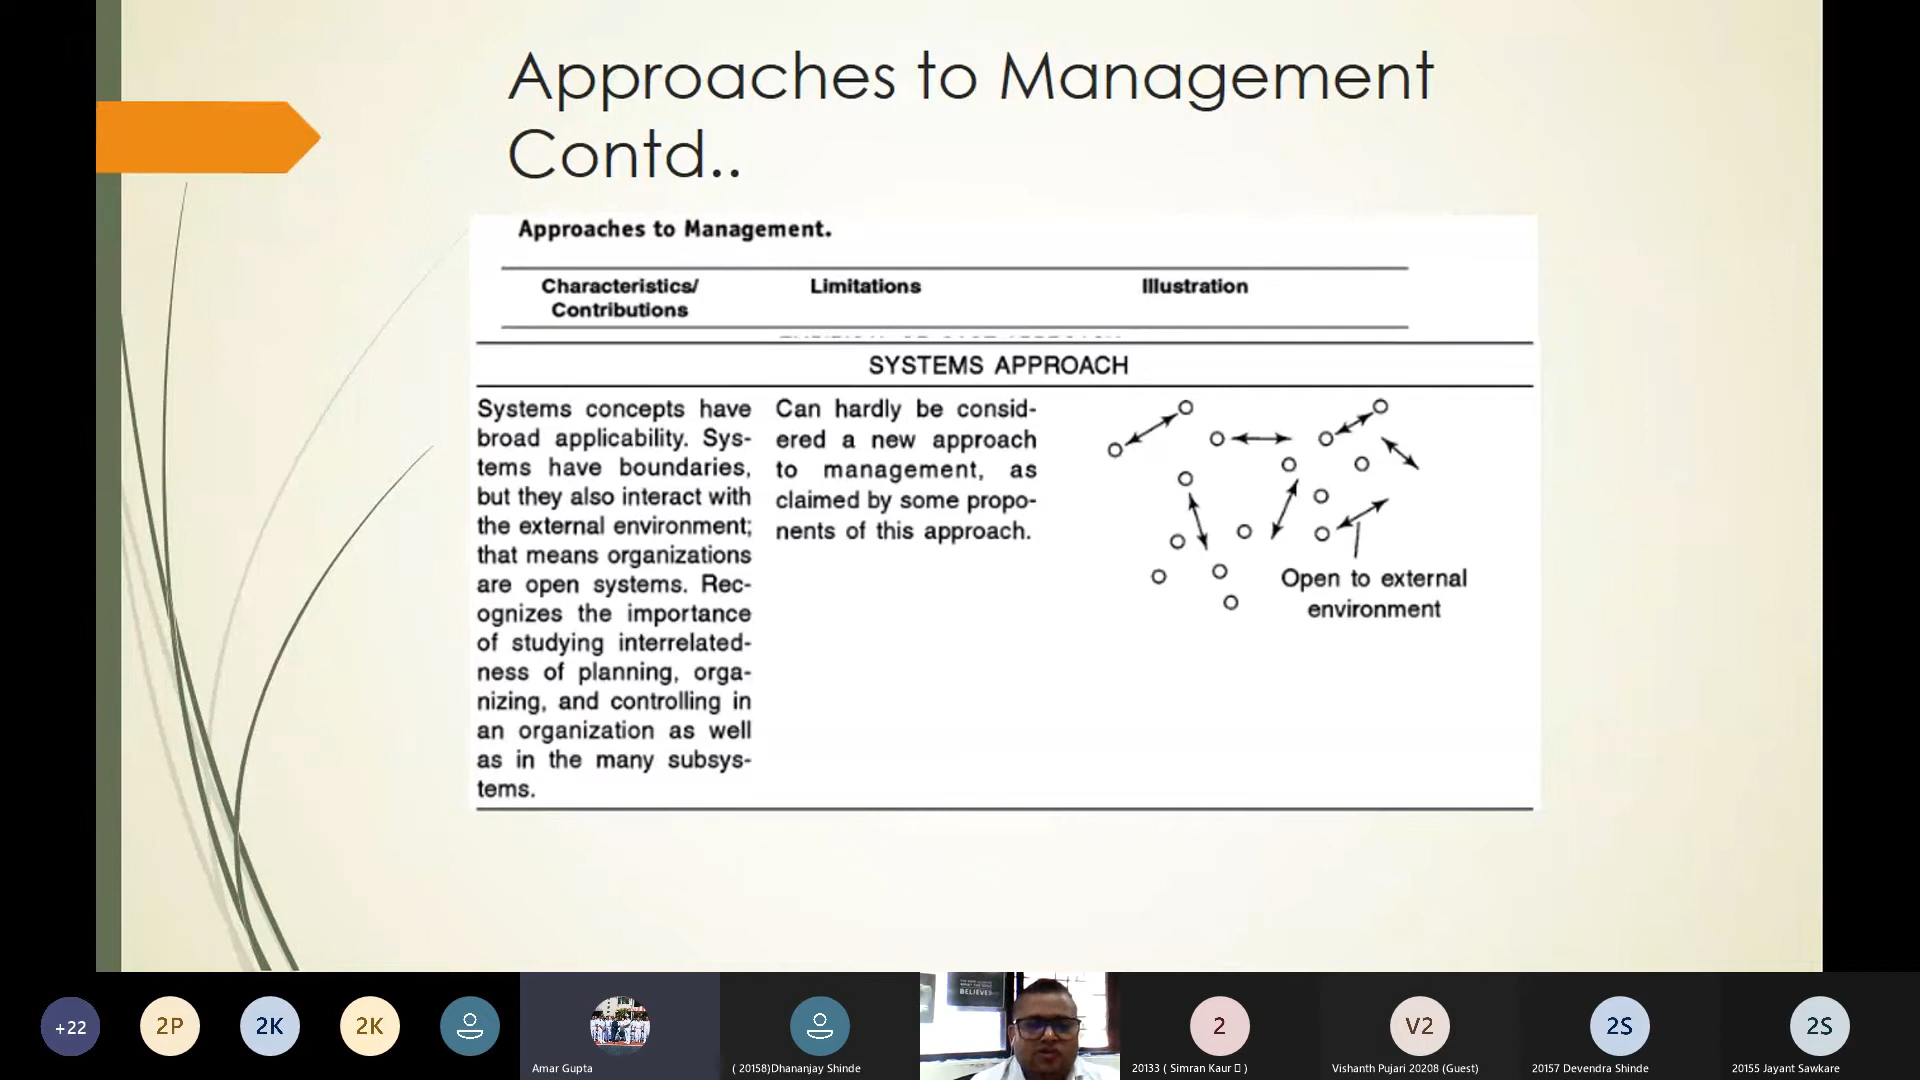 Approaches to Management
Contd..
Approaches to Management.
Characteristics/
Contributions
Limitations
Illustration
SYSTEMS APPROACH
Systems concepts have
broad applicability. Sys-
tems have boundaries,
but they also interact with
the external environment;
that means organizations
are open systems. Rec-
ognizes the importance
of studying interrelated-
ness of planning, orga-
nizing, and controlling in
an organization as well
as in the many subsys-
tems.
Can hardly be consid-
ered a new approach
to management, as
claimed by some propo-
nents of this approach.
Open to external
environment
+22
2P
2K
2K
Amar Gupta
( 20158)Dhananjay Shinde
BELIEVE
2
20133 ( Simran Kaur )
V2
Vishanth Pujari 20208 (Guest)
2S
20157 Devendra Shinde
2S
20155 Jayant Sawkare